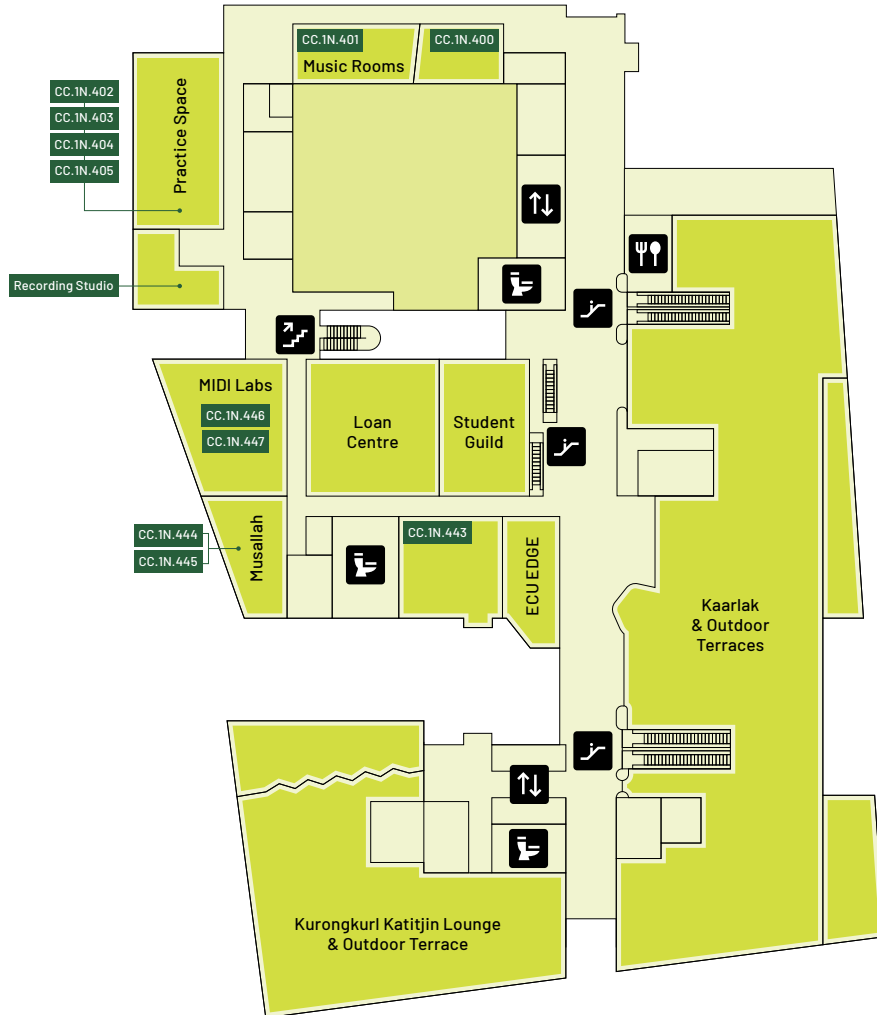 CC.1N.401
CC.1N.400
Music Rooms
CC.1N.402
CC.1N.403
CC.1N.404
CC.1N.405
Practice Space
Recording Studio
MIDI Labs
CC.1N.446
CC.1N.447
Loan
Centre
Student
Guild
CC.1N.444
CC.1N.445
Musallah
CC.1N.443
ECU EDGE
Kaarlak
& Outdoor
Terraces
Kurongkurl Katitjin Lounge
& Outdoor Terrace